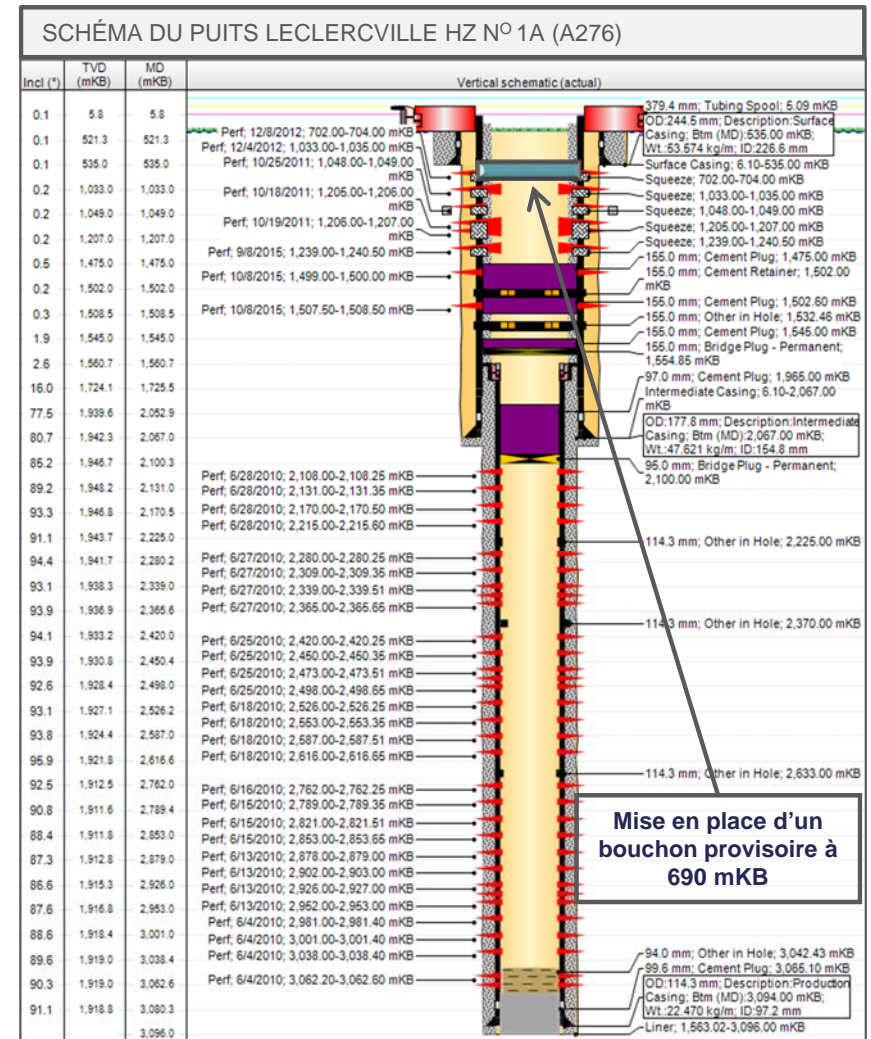 SCHÉMA DU PUITS LECLERCVILLE HZ Nᴼ 1A (A276)
Incl (°) TVD (mKB) MD (mKB) Vertical schematic (actual)
0.1 5.8 5.8
0.1 521.3 521.3
0.1 535.0 535.0
0.2 1,033.0 1,033.0
0.2 1,049.0 1,049.0
0.2 1,207.0 1,207.0
0.5 1,475.0 1,475.0
0.2 1,502.0 1,502.0
0.3 1,508.5 1,508.5
1.9 1,545.0 1,545.0
2.6 1,560.7 1,560.7
16.0 1,724.1 1,725.5
77.5 1,939.6 2,052.9
80.7 1,942.3 2,067.0
85.2 1,946.7 2,100.3
89.2 1,948.2 2,131.0
93.3 1,946.8 2,170.5
91.1 1,943.7 2,225.0
94.4 1,941.7 2,280.2
93.1 1,938.3 2,339.0
93.9 1,936.9 2,365.6
94.1 1,933.2 2,420.0
93.9 1,930.8 2,450.4
92.6 1,928.4 2,498.0
93.1 1,927.1 2,526.2
93.8 1,924.4 2,587.0
95.9 1,921.8 2,616.6
92.5 1,912.5 2,762.0
90.8 1,911.6 2,789.4
88.4 1,911.8 2,853.0
87.3 1,912.8 2,879.0
86.6 1,915.3 2,926.0
87.6 1,916.8 2,953.0
88.6 1,918.4 3,001.0
89.6 1,919.0 3,038.4
90.3 1,919.0 3,062.6
91.1 1,918.8 3,080.3
3,096.0
Perf; 12/8/2012; 702.00-704.00 mKB
Perf; 12/4/2012; 1,033.00-1,035.00 mKB
Perf; 10/25/2011; 1,048.00-1,049.00
mKB
Perf; 10/18/2011; 1,205.00-1,206.00
mKB
Perf; 10/19/2011; 1,206.00-1,207.00
mKB
Perf; 9/8/2015; 1,239.00-1,240.50 mKB
Perf; 10/8/2015; 1,499.00-1,500.00 mKB
Perf; 10/8/2015; 1,507.50-1,508.50 mKB
Perf; 6/28/2010; 2,108.00-2,108.25 mKB
Perf; 6/28/2010; 2,131.00-2,131.35 mKB
Perf; 6/28/2010; 2,170.00-2,170.50 mKB
Perf; 6/28/2010; 2,215.00-2,215.60 mKB
Perf; 6/27/2010; 2,280.00-2,280.25 mKB
Perf; 6/27/2010; 2,309.00-2,309.35 mKB
Perf; 6/27/2010; 2,339.00-2,339.51 mKB
Perf; 6/27/2010; 2,365.00-2,365.65 mKB
Perf; 6/25/2010; 2,420.00-2,420.25 mKB
Perf; 6/25/2010; 2,450.00-2,450.35 mKB
Perf; 6/25/2010; 2,473.00-2,473.51 mKB
Perf; 6/25/2010; 2,498.00-2,498.65 mKB
Perf; 6/18/2010; 2,526.00-2,526.25 mKB
Perf; 6/18/2010; 2,553.00-2,553.35 mKB
Perf; 6/18/2010; 2,587.00-2,587.51 mKB
Perf; 6/18/2010; 2,616.00-2,616.65 mKB
Perf; 6/16/2010; 2,762.00-2,762.25 mKB
Perf; 6/15/2010; 2,789.00-2,789.35 mKB
Perf; 6/15/2010; 2,821.00-2,821.51 mKB
Perf; 6/15/2010; 2,853.00-2,853.65 mKB
Perf; 6/13/2010; 2,878.00-2,879.00 mKB
Perf; 6/13/2010; 2,902.00-2,903.00 mKB
Perf; 6/13/2010; 2,926.00-2,927.00 mKB
Perf; 6/13/2010; 2,952.00-2,953.00 mKB
Perf; 6/4/2010; 2,981.00-2,981.40 mKB
Perf; 6/4/2010; 3,001.00-3,001.40 mKB
Perf; 6/4/2010; 3,038.00-3,038.40 mKB
Perf; 6/4/2010; 3,062.20-3,062.60 mKB
379.4 mm; Tubing Spool; 5.09 mKB
OD:244.5 mm; Description:Surface
Casing; Btm (MD):535.00 mKB;
Wt.:53.574 kg/m; ID:226.6 mm
Surface Casing; 6.10-535.00 mKB
Squeeze; 702.00-704.00 mKB
Squeeze; 1,033.00-1,035.00 mKB
Squeeze; 1,048.00-1,049.00 mKB
Squeeze; 1,205.00-1,207.00 mKB
Squeeze; 1,239.00-1,240.50 mKB
155.0 mm; Cement Plug; 1,475.00 mKB
155.0 mm; Cement Retainer; 1,502.00
mKB
155.0 mm; Cement Plug; 1,502.60 mKB
155.0 mm; Other in Hole; 1,532.46 mKB
155.0 mm; Cement Plug; 1,545.00 mKB
155.0 mm; Bridge Plug - Permanent;
1,554.85 mKB
97.0 mm; Cement Plug; 1,965.00 mKB
Intermediate Casing; 6.10-2,067.00
mKB
OD:177.8 mm; Description:Intermediate
Casing; Btm (MD):2,067.00 mKB;
Wt.:47.621 kg/m; ID:154.8 mm
95.0 mm; Bridge Plug - Permanent;
2,100.00 mKB
114.3 mm; Other in Hole; 2,225.00 mKB
114.3 mm; Other in Hole; 2,370.00 mKB
114.3 mm; Other in Hole; 2,633.00 mKB
Mise en place d’un
bouchon provisoire à
690 mKB
94.0 mm; Other in Hole; 3,042.43 mKB
99.6 mm; Cement Plug; 3,065.10 mKB
OD:114.3 mm; Description:Production
Casing; Btm (MD):3,094.00 mKB;
Wt.:22.470 kg/m; ID:97.2 mm
Liner; 1,563.02-3,096.00 mKB